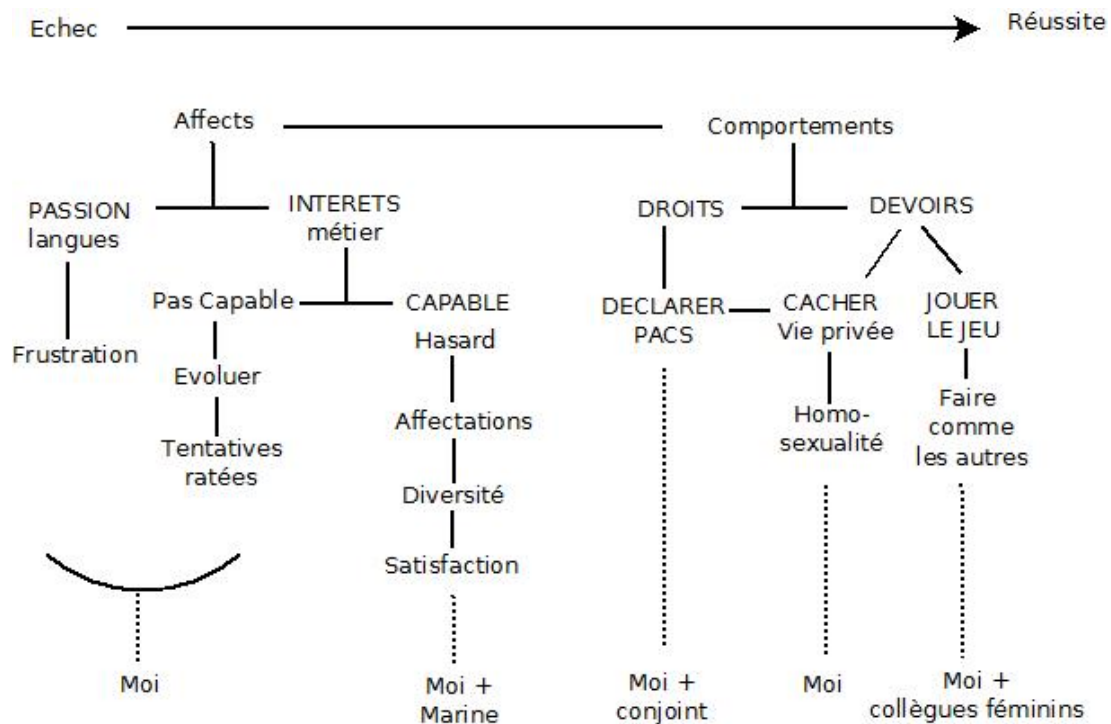 Echec
Réussite
Affects
Comportements
PASSION
langues
INTERETS
métier
DROITS
DEVOIRS
Pas Capable
CAPABLE
Hasard
DECLARER
PACS
CACHER
Vie privée
JOUER
LE JEU
Frustration
Evoluer
Tentatives
ratées
Affectations
Diversité
Satisfaction
Homo-
sexualité
Faire
comme
les autres
Moi
Moi +
Marine
Moi +
conjoint
Moi
Moi +
collègues féminins